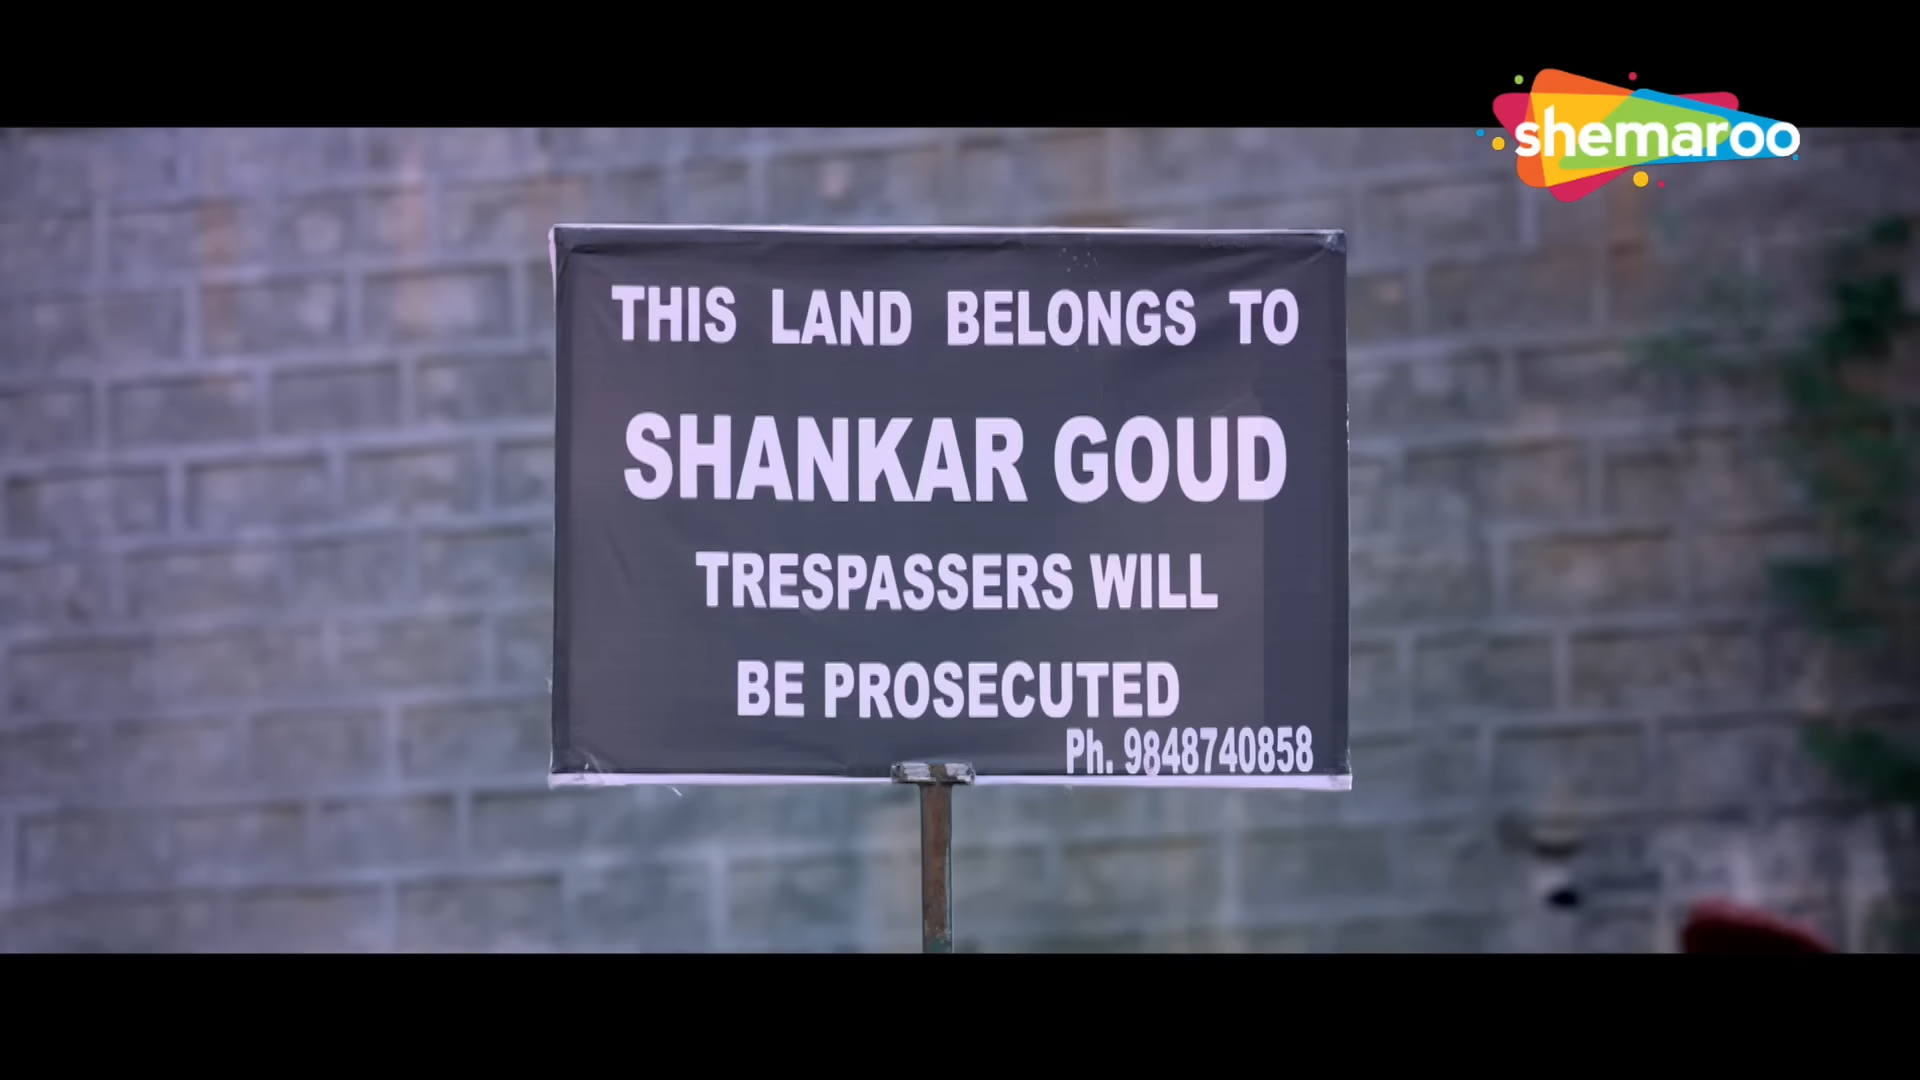 shemaroo
THIS LAND BELONGS TO
SHANKAR GOUD
TRESPASSERS WILL
BE PROSECUTED
Ph. 9848740858